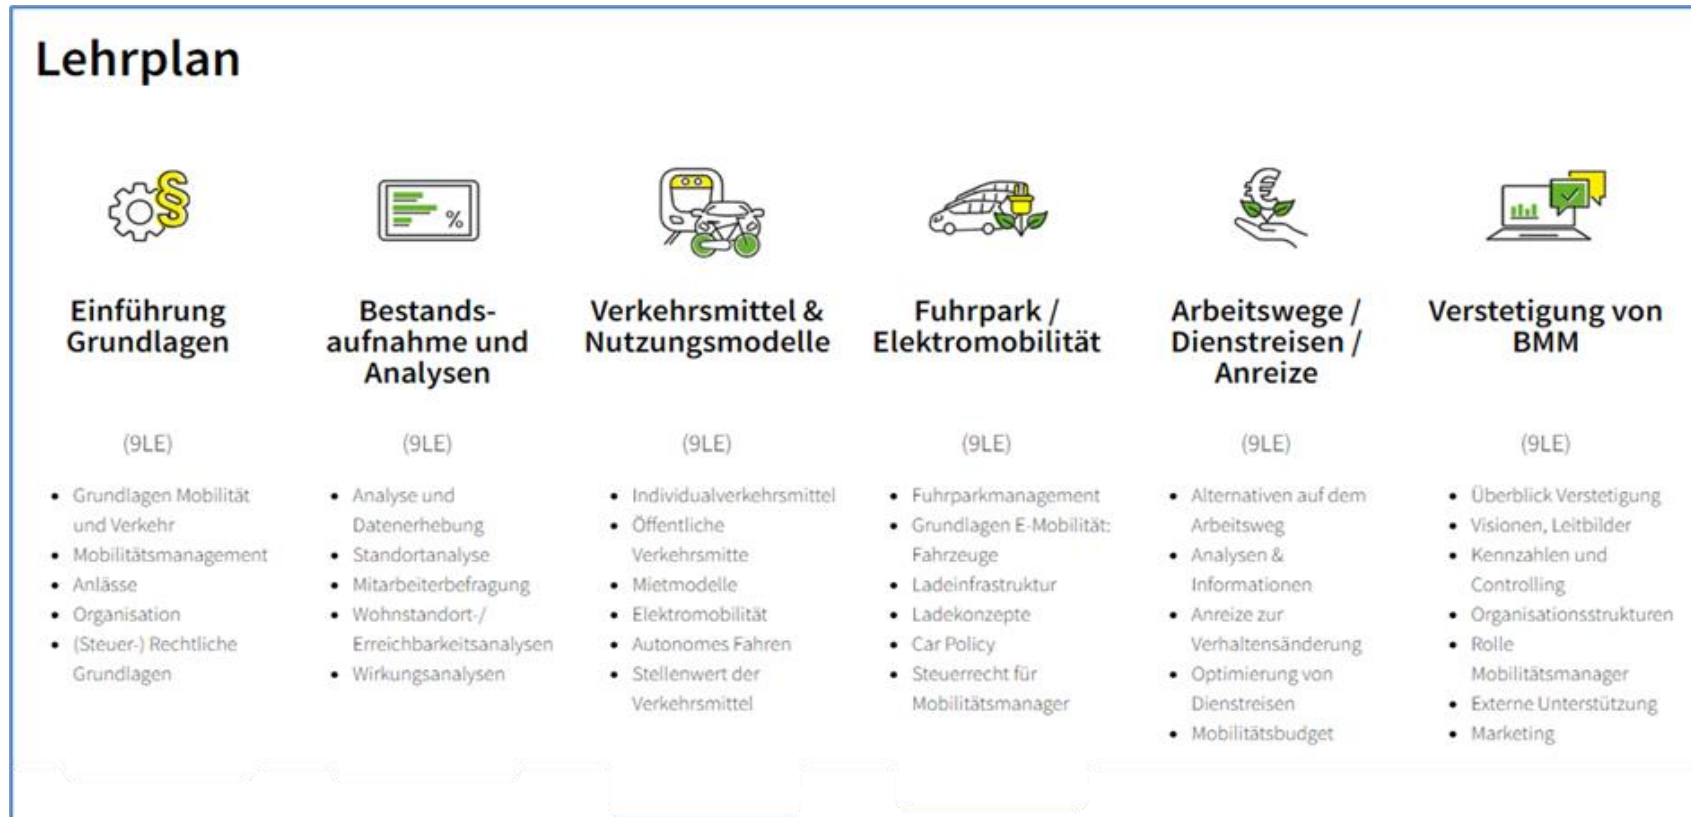 Lehrplan
%
Einführung
Grundlagen
(9LE)
• Grundlagen Mobilität
und Verkehr
• Mobilitätsmanagement
• Anlässe
• Organisation
• (Steuer-) Rechtliche
Grundlagen
Bestands-
aufnahme und
Analysen
(9LE)
• Analyse und
Datenerhebung
• Standortanalyse
• Mitarbeiterbefragung
• Wohnstandort-/
Erreichbarkeitsanalysen
• Wirkungsanalysen
Verkehrsmittel &
Nutzungsmodelle
(9LE)
• Individualverkehrsmittel
• Öffentliche
Verkehrsmitte
• Mietmodelle
• Elektromobilität
• Autonomes Fahren
• Stellenwert der
Verkehrsmittel
Fuhrpark /
Elektromobilität
(9LE)
• Fuhrparkmanagement
• Grundlagen E-Mobilität:
Fahrzeuge
• Ladeinfrastruktur
• Ladekonzepte
• Car Policy
• Steuerrecht für
Mobilitätsmanager
Arbeitswege /
Dienstreisen /
Anreize
(9LE)
• Alternativen auf dem
Arbeitsweg
• Analysen &
Informationen
• Anreize zur
Verhaltensänderung
• Optimierung von
Dienstreisen
• Mobilitätsbudget
Verstetigung von
BMM
(9LE)
• Überblick Verstetigung
• Visionen, Leitbilder
• Kennzahlen und
Controlling
• Organisationsstrukturen
• Rolle
Mobilitätsmanager
• Externe Unterstützung
• Marketing